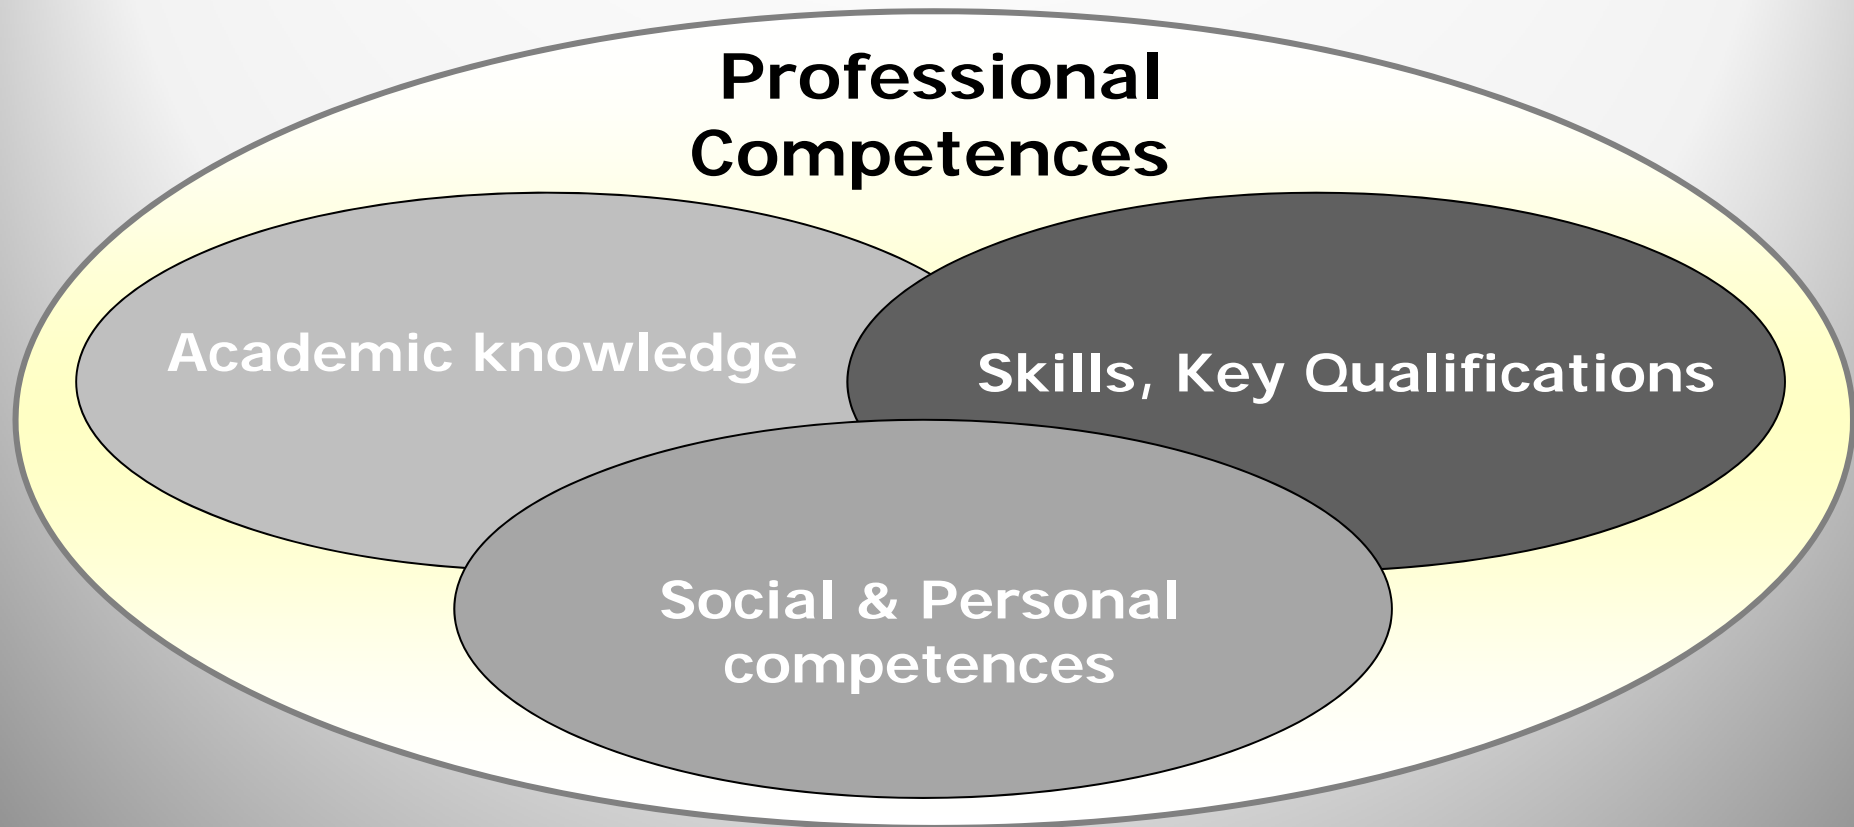 Professional
Competences
Academic knowledge
Skills, Key Qualifications
Social & Personal
competences